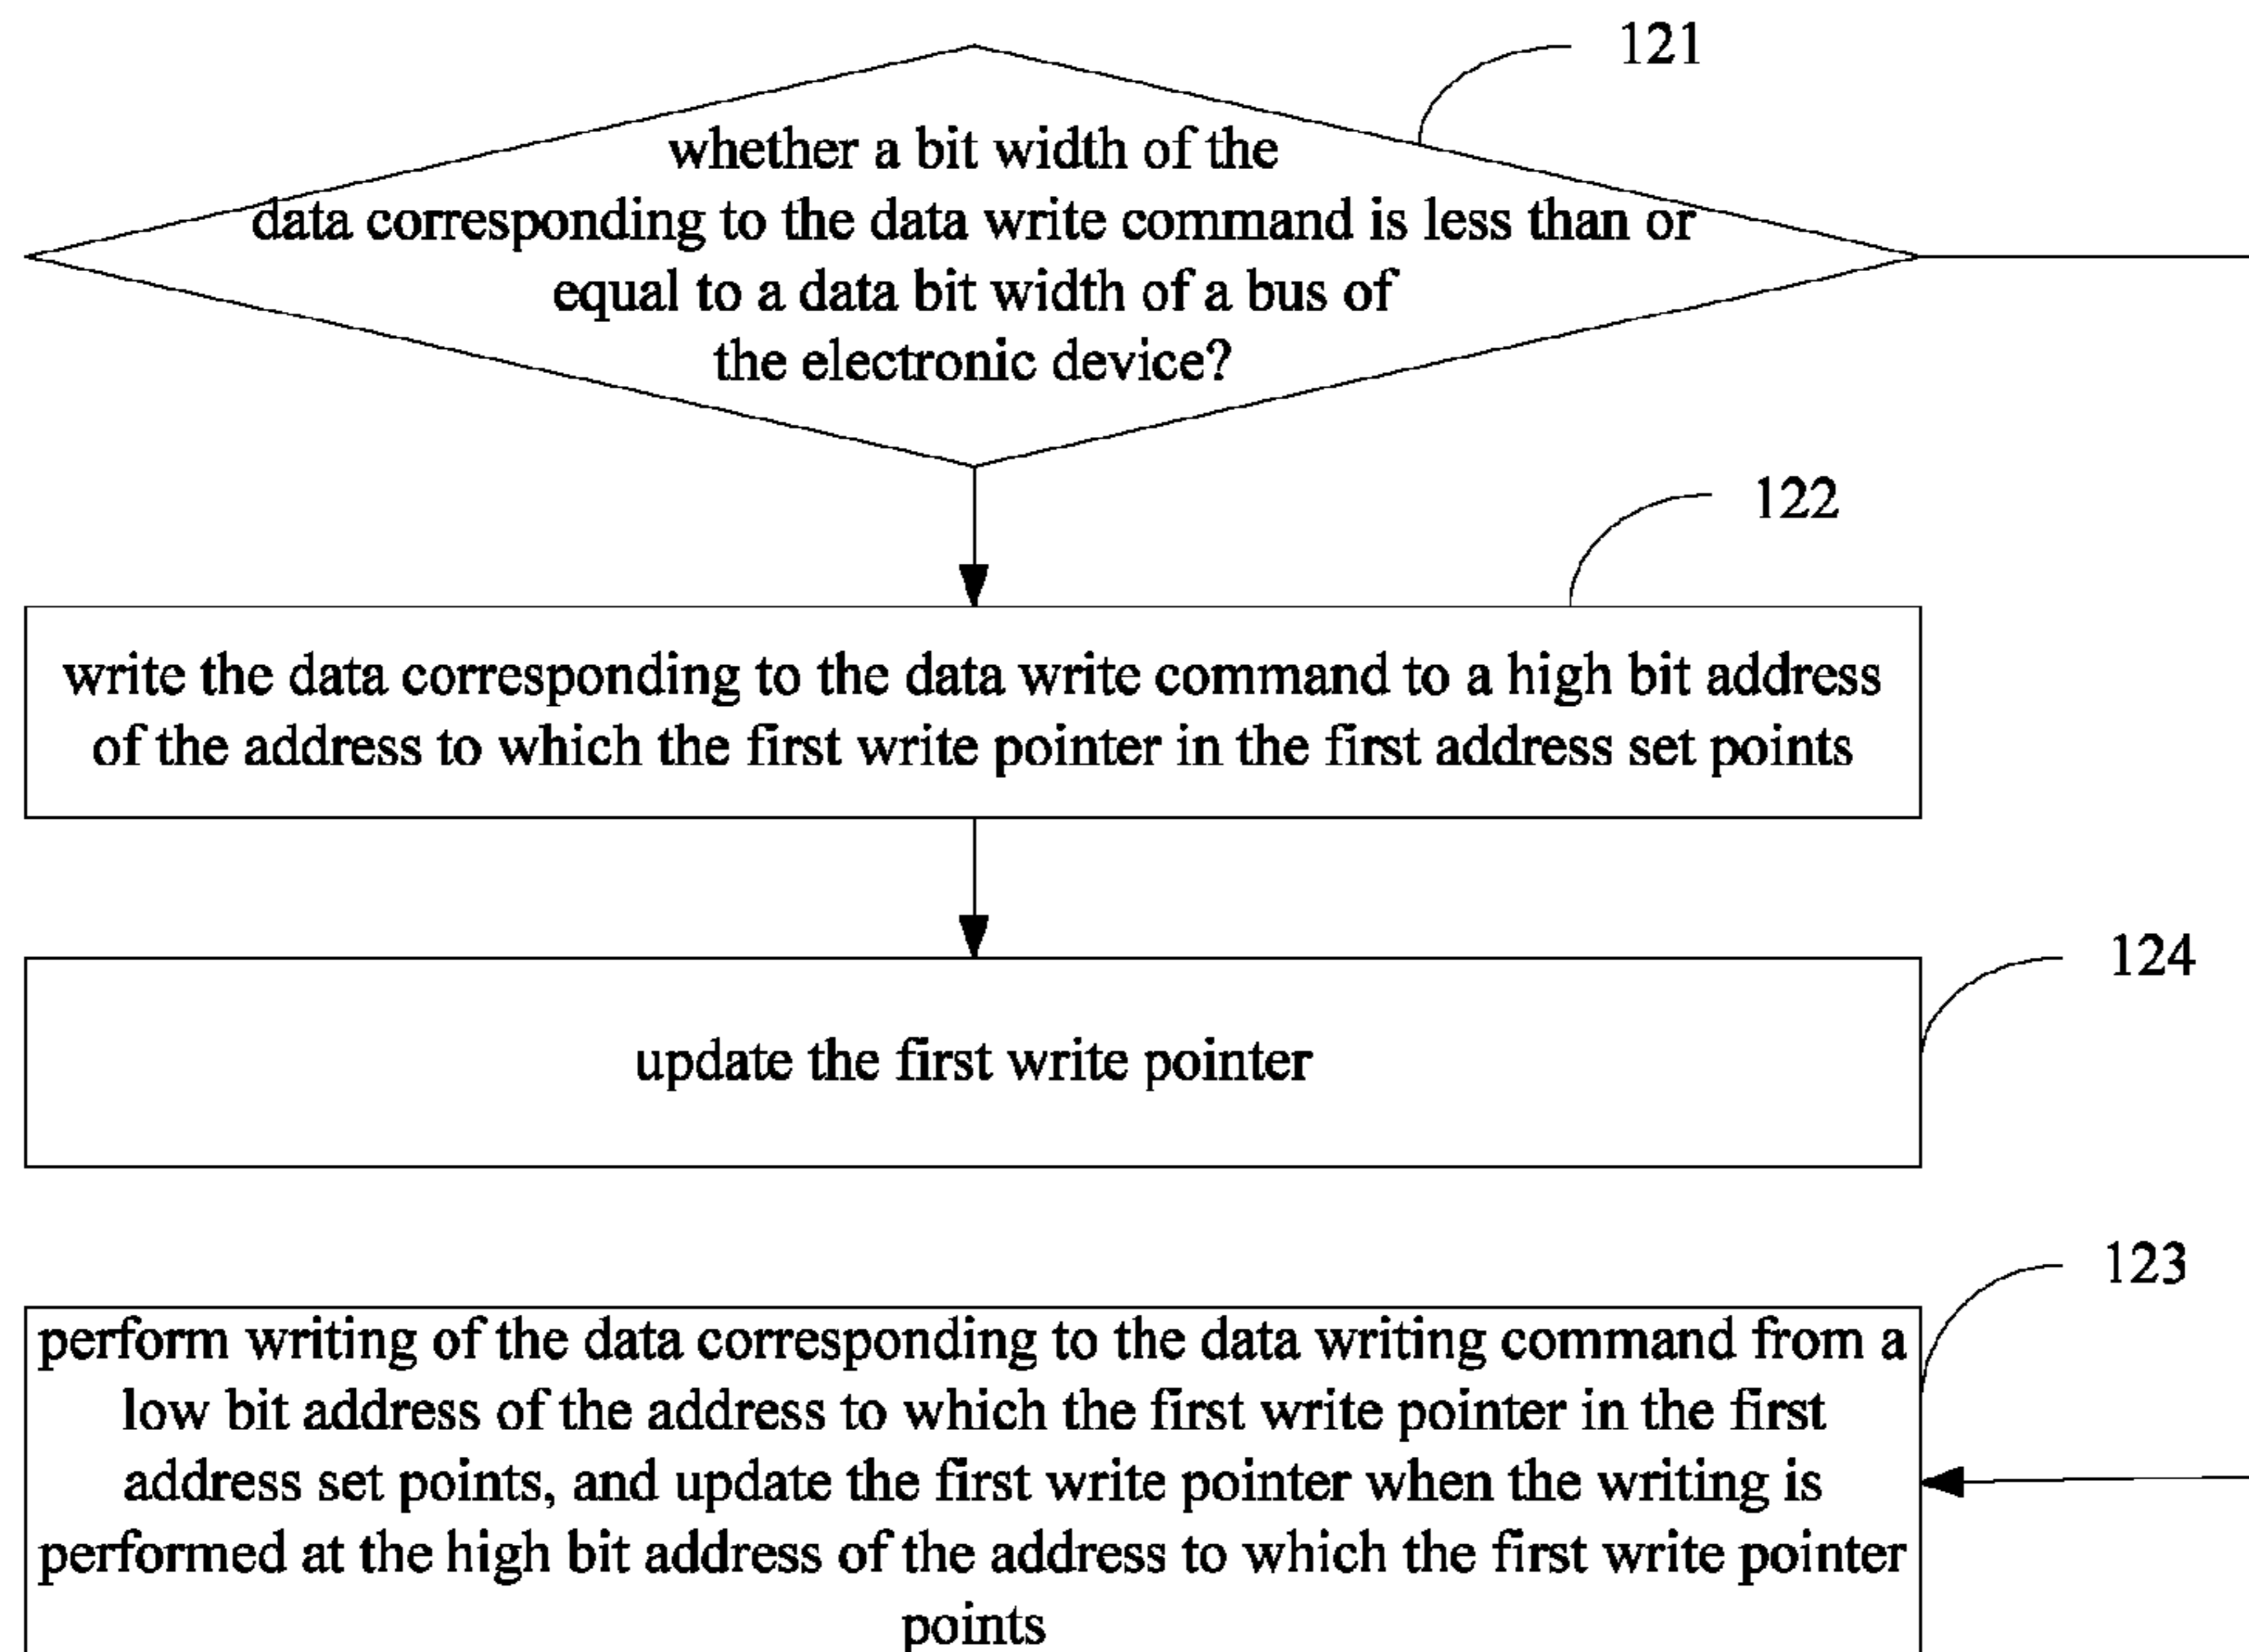 121
whether a bit width of the
data corresponding to the data write command is less than or
equal to a data bit width of a bus of
the electronic device?
122
write the data corresponding to the data write command to a high bit address
of the address to which the first write pointer in the first address set points
124
update the first write pointer
123
perform writing of the data corresponding to the data writing command from a
low bit address of the address to which the first write pointer in the first
address set points, and update the first write pointer when the writing is
performed at the high bit address of the address to which the first write pointer
points